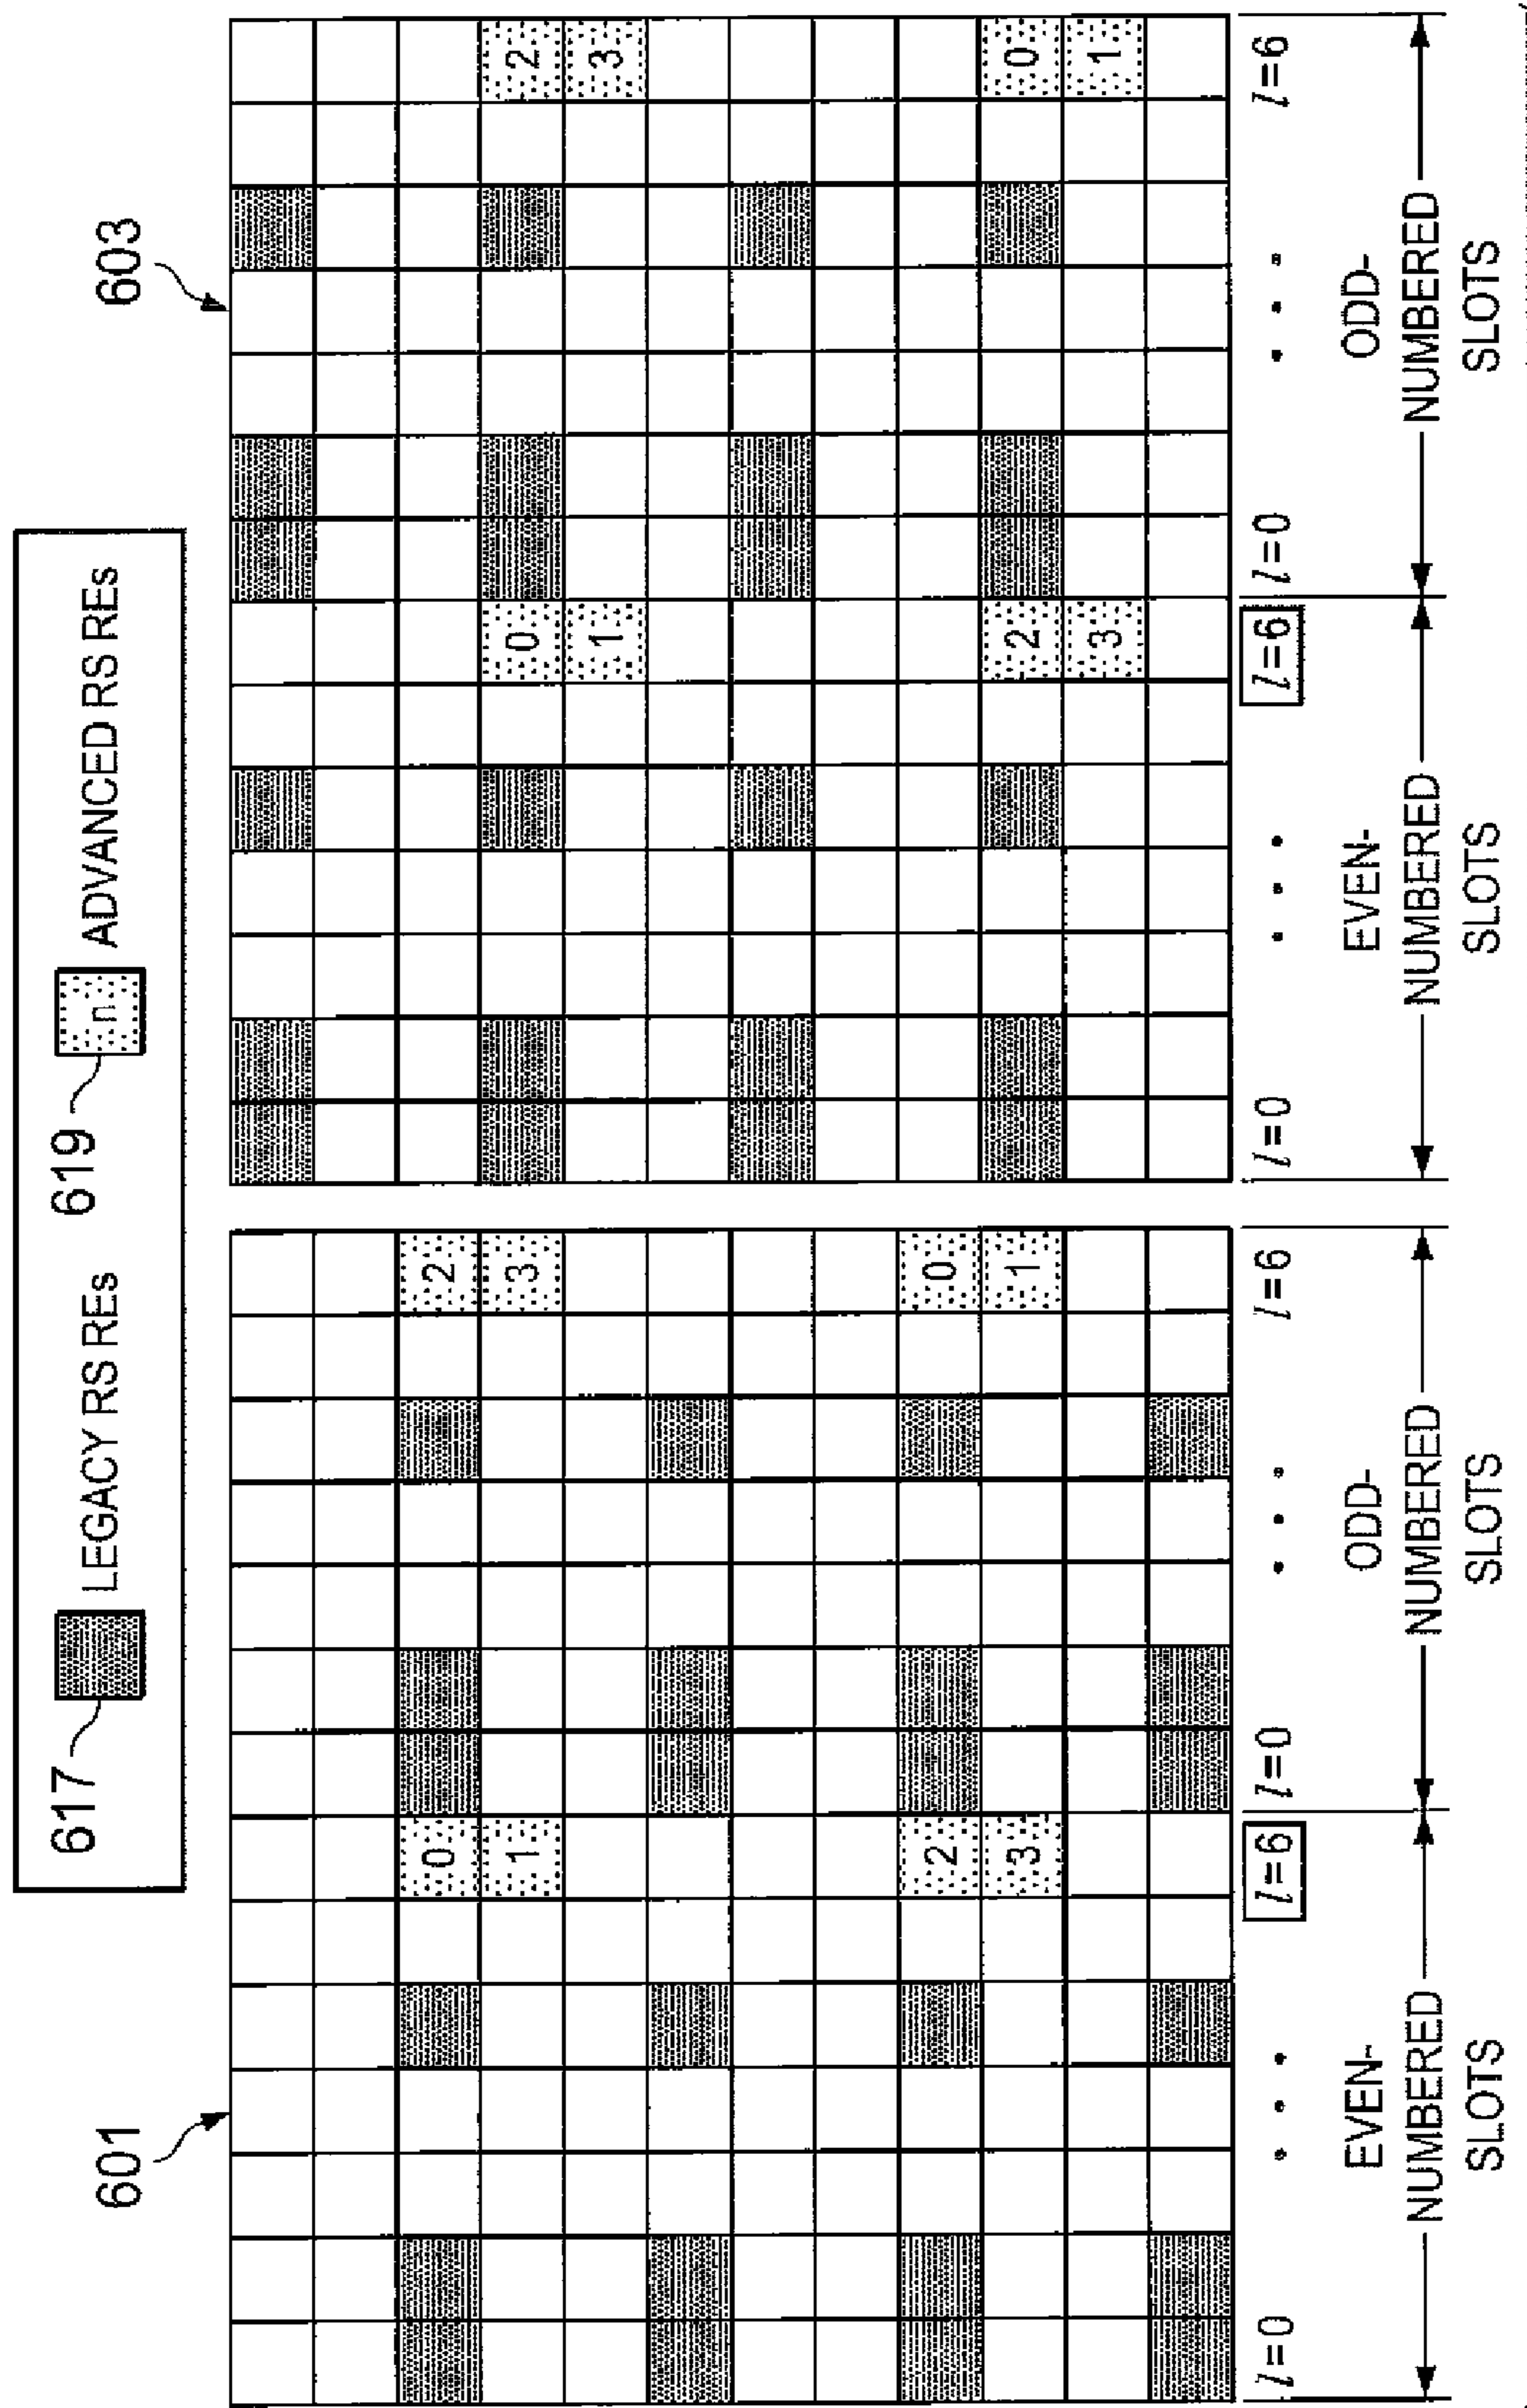 617 LEGACY RS REs 619 n ADVANCED RS REs
601 603
0 2 0 2
1 3 1 3
2 0 2 0
3 1 3 1
l=0 . . . l=6 l=0 . . . l=6 l=0 . . . l=6 l=0 . . . l=6
EVEN- ODD- EVEN- ODD-
NUMBERED NUMBERED NUMBERED NUMBERED
SLOTS SLOTS SLOTS SLOTS